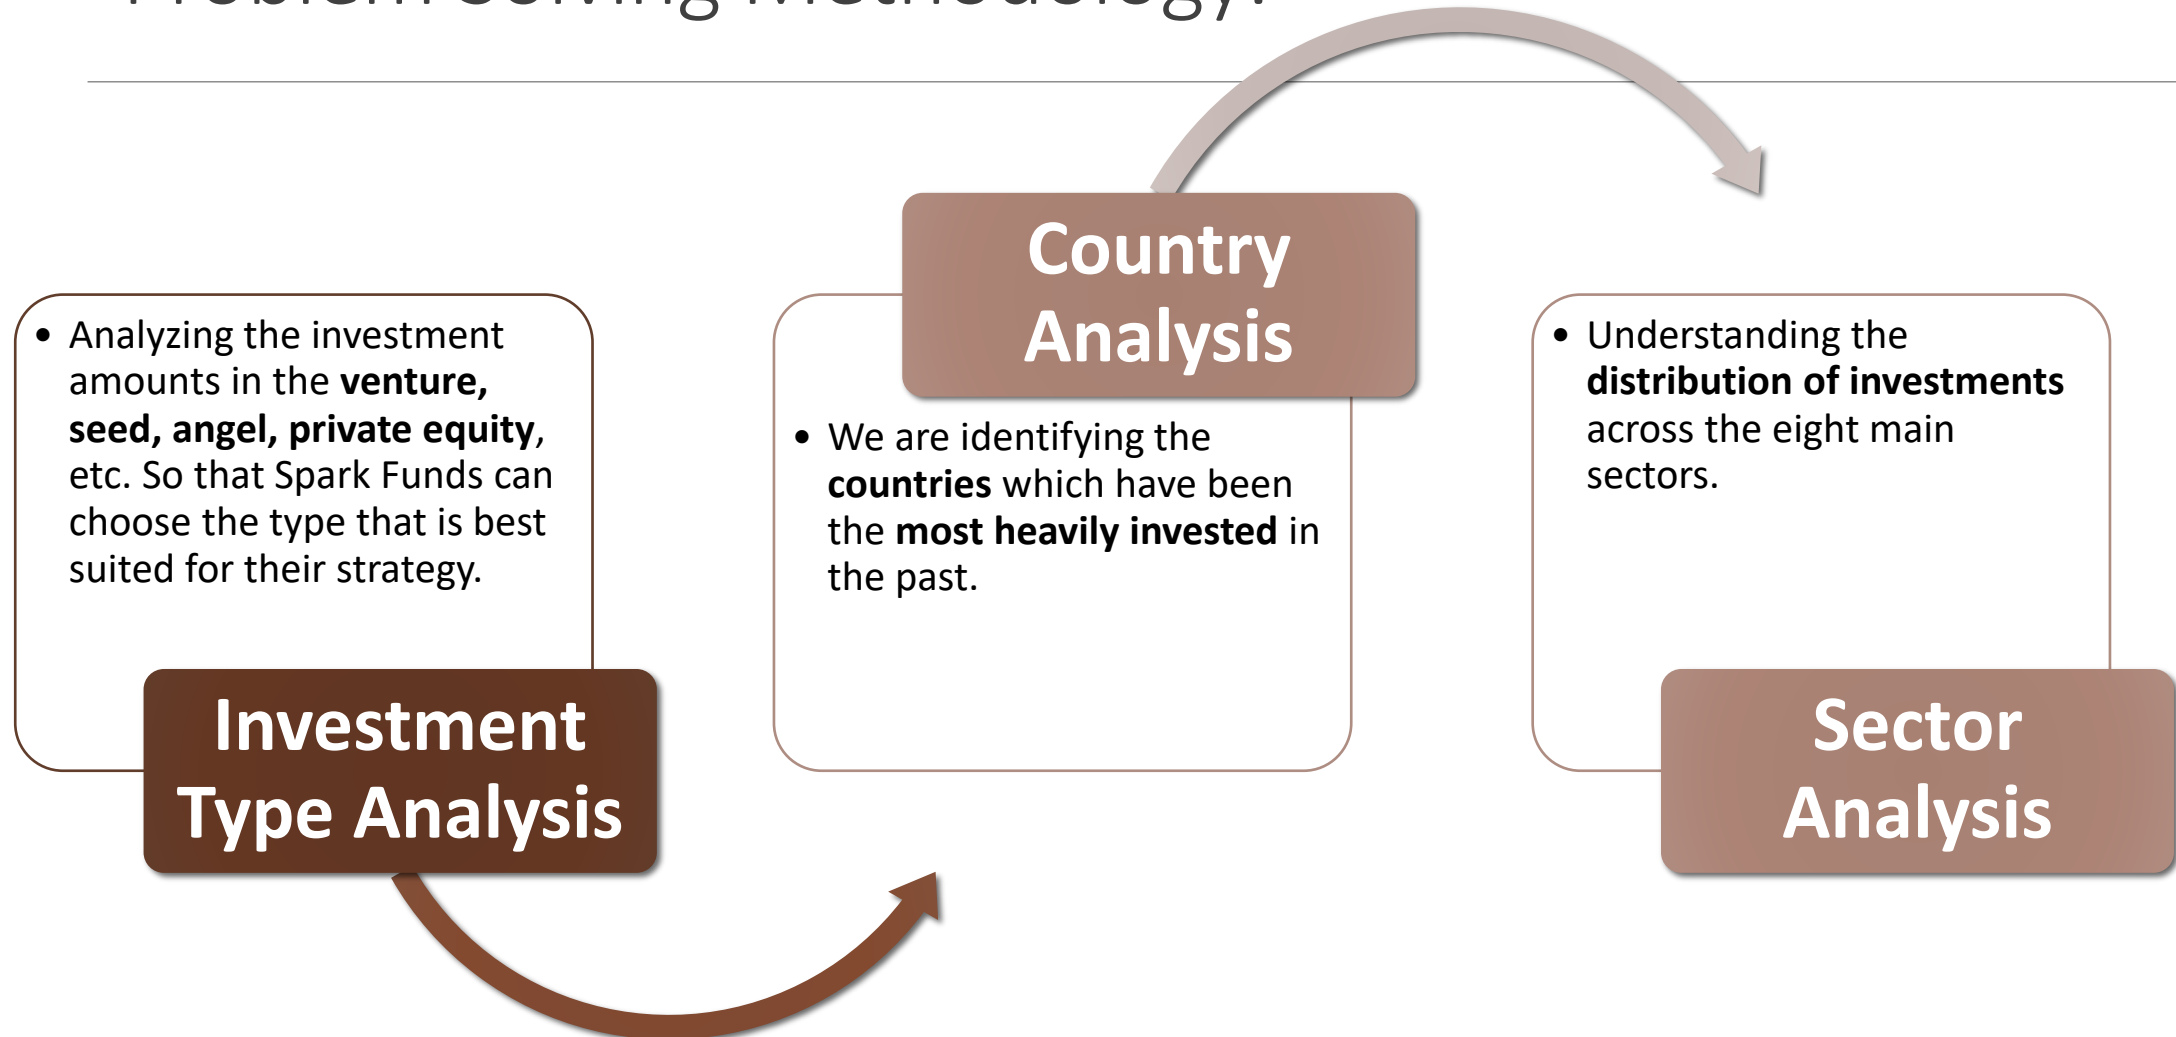 Problem Solving Methodology:
• Analyzing the investment
amounts in the venture,
seed, angel, private equity,
etc. So that Spark Funds can
choose the type that is best
suited for their strategy.
Investment
Type Analysis
Country
Analysis
• We are identifying the
countries which have been
the most heavily invested in
the past.
• Understanding the
distribution of investments
across the eight main
sectors.
Sector
Analysis